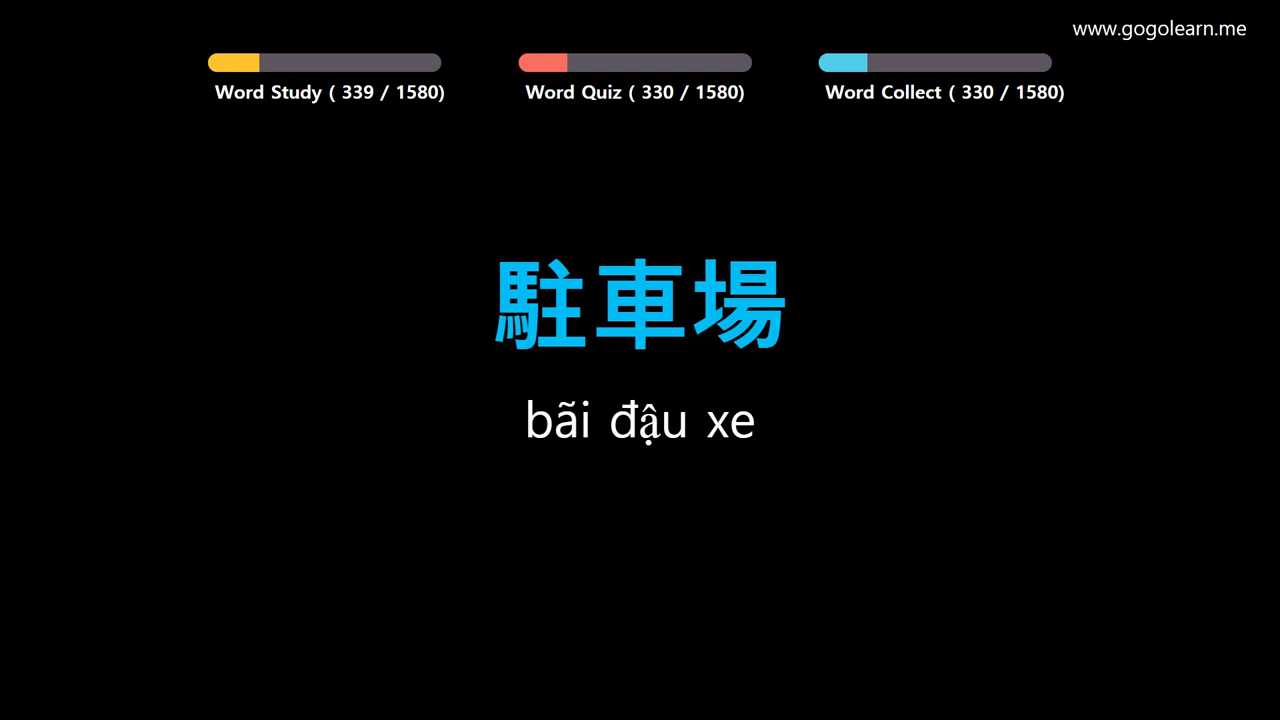 www.gogolearn.me
Word Study ( 339 / 1580)
Word Quiz ( 330 / 1580)
Word Collect ( 330 / 1580)
駐車場
bãi đậu xe